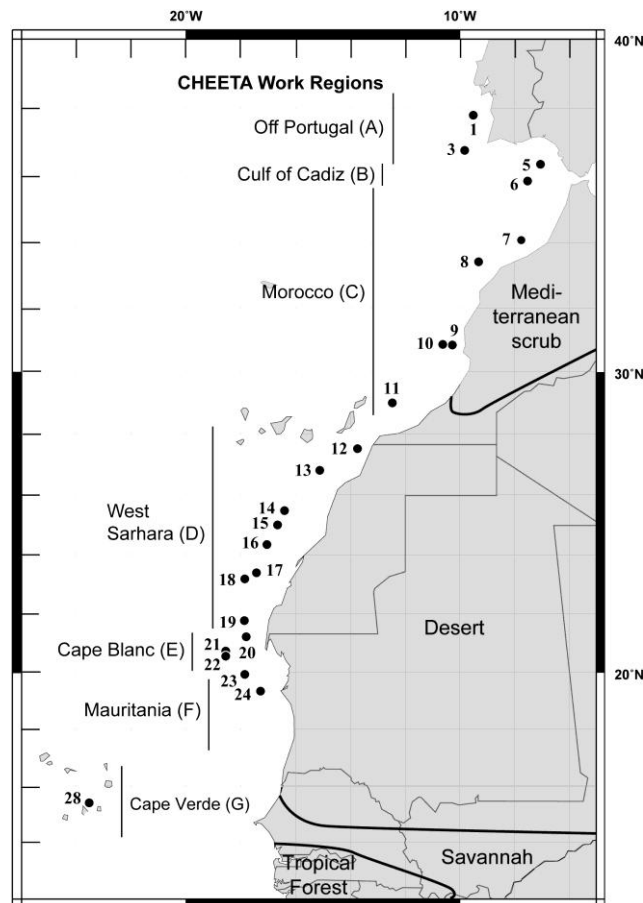 20°W 10°W
40°N
CHEETA Work Regions
Off Portugal (A)
1
3
5
Culf of Cadiz (B)
6
7
8
Morocco (C)
Medi-
terranean
scrub
9
10
30°N
11
12
13
West
Sarhara (D)
14
15
16
17
18
Desert
19
20
Cape Blanc (E)
21
22
20°N
23
24
Mauritania (F)
28
Cape Verde (G)
Savannah
Tropical
Forest